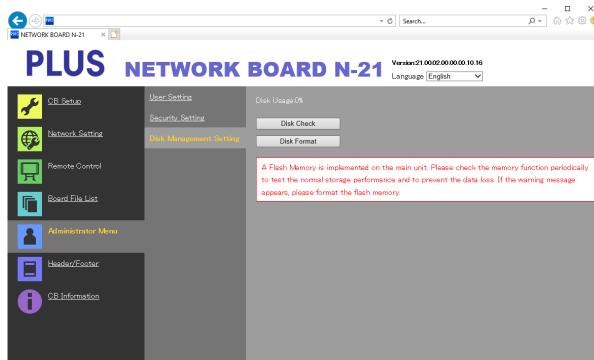 Search...
NETWORK BOARD N-21
PLUS NETWORK BOARD N-21
Version:21.00.02.00.00.00.10.16
Language English
CB Setup
Network Setting
Remote Control
Board File List
Administrator Menu
Header/Footer
CB Information
User Setting
Security Setting
Disk Management Setting
Disk Usage:0%
Disk Check
Disk Format
A Flash Memory is implemented on the main unit. Please check the memory function periodically
to test the normal storage performance and to prevent the data loss. If the warning message
appears, please format the flash memory.